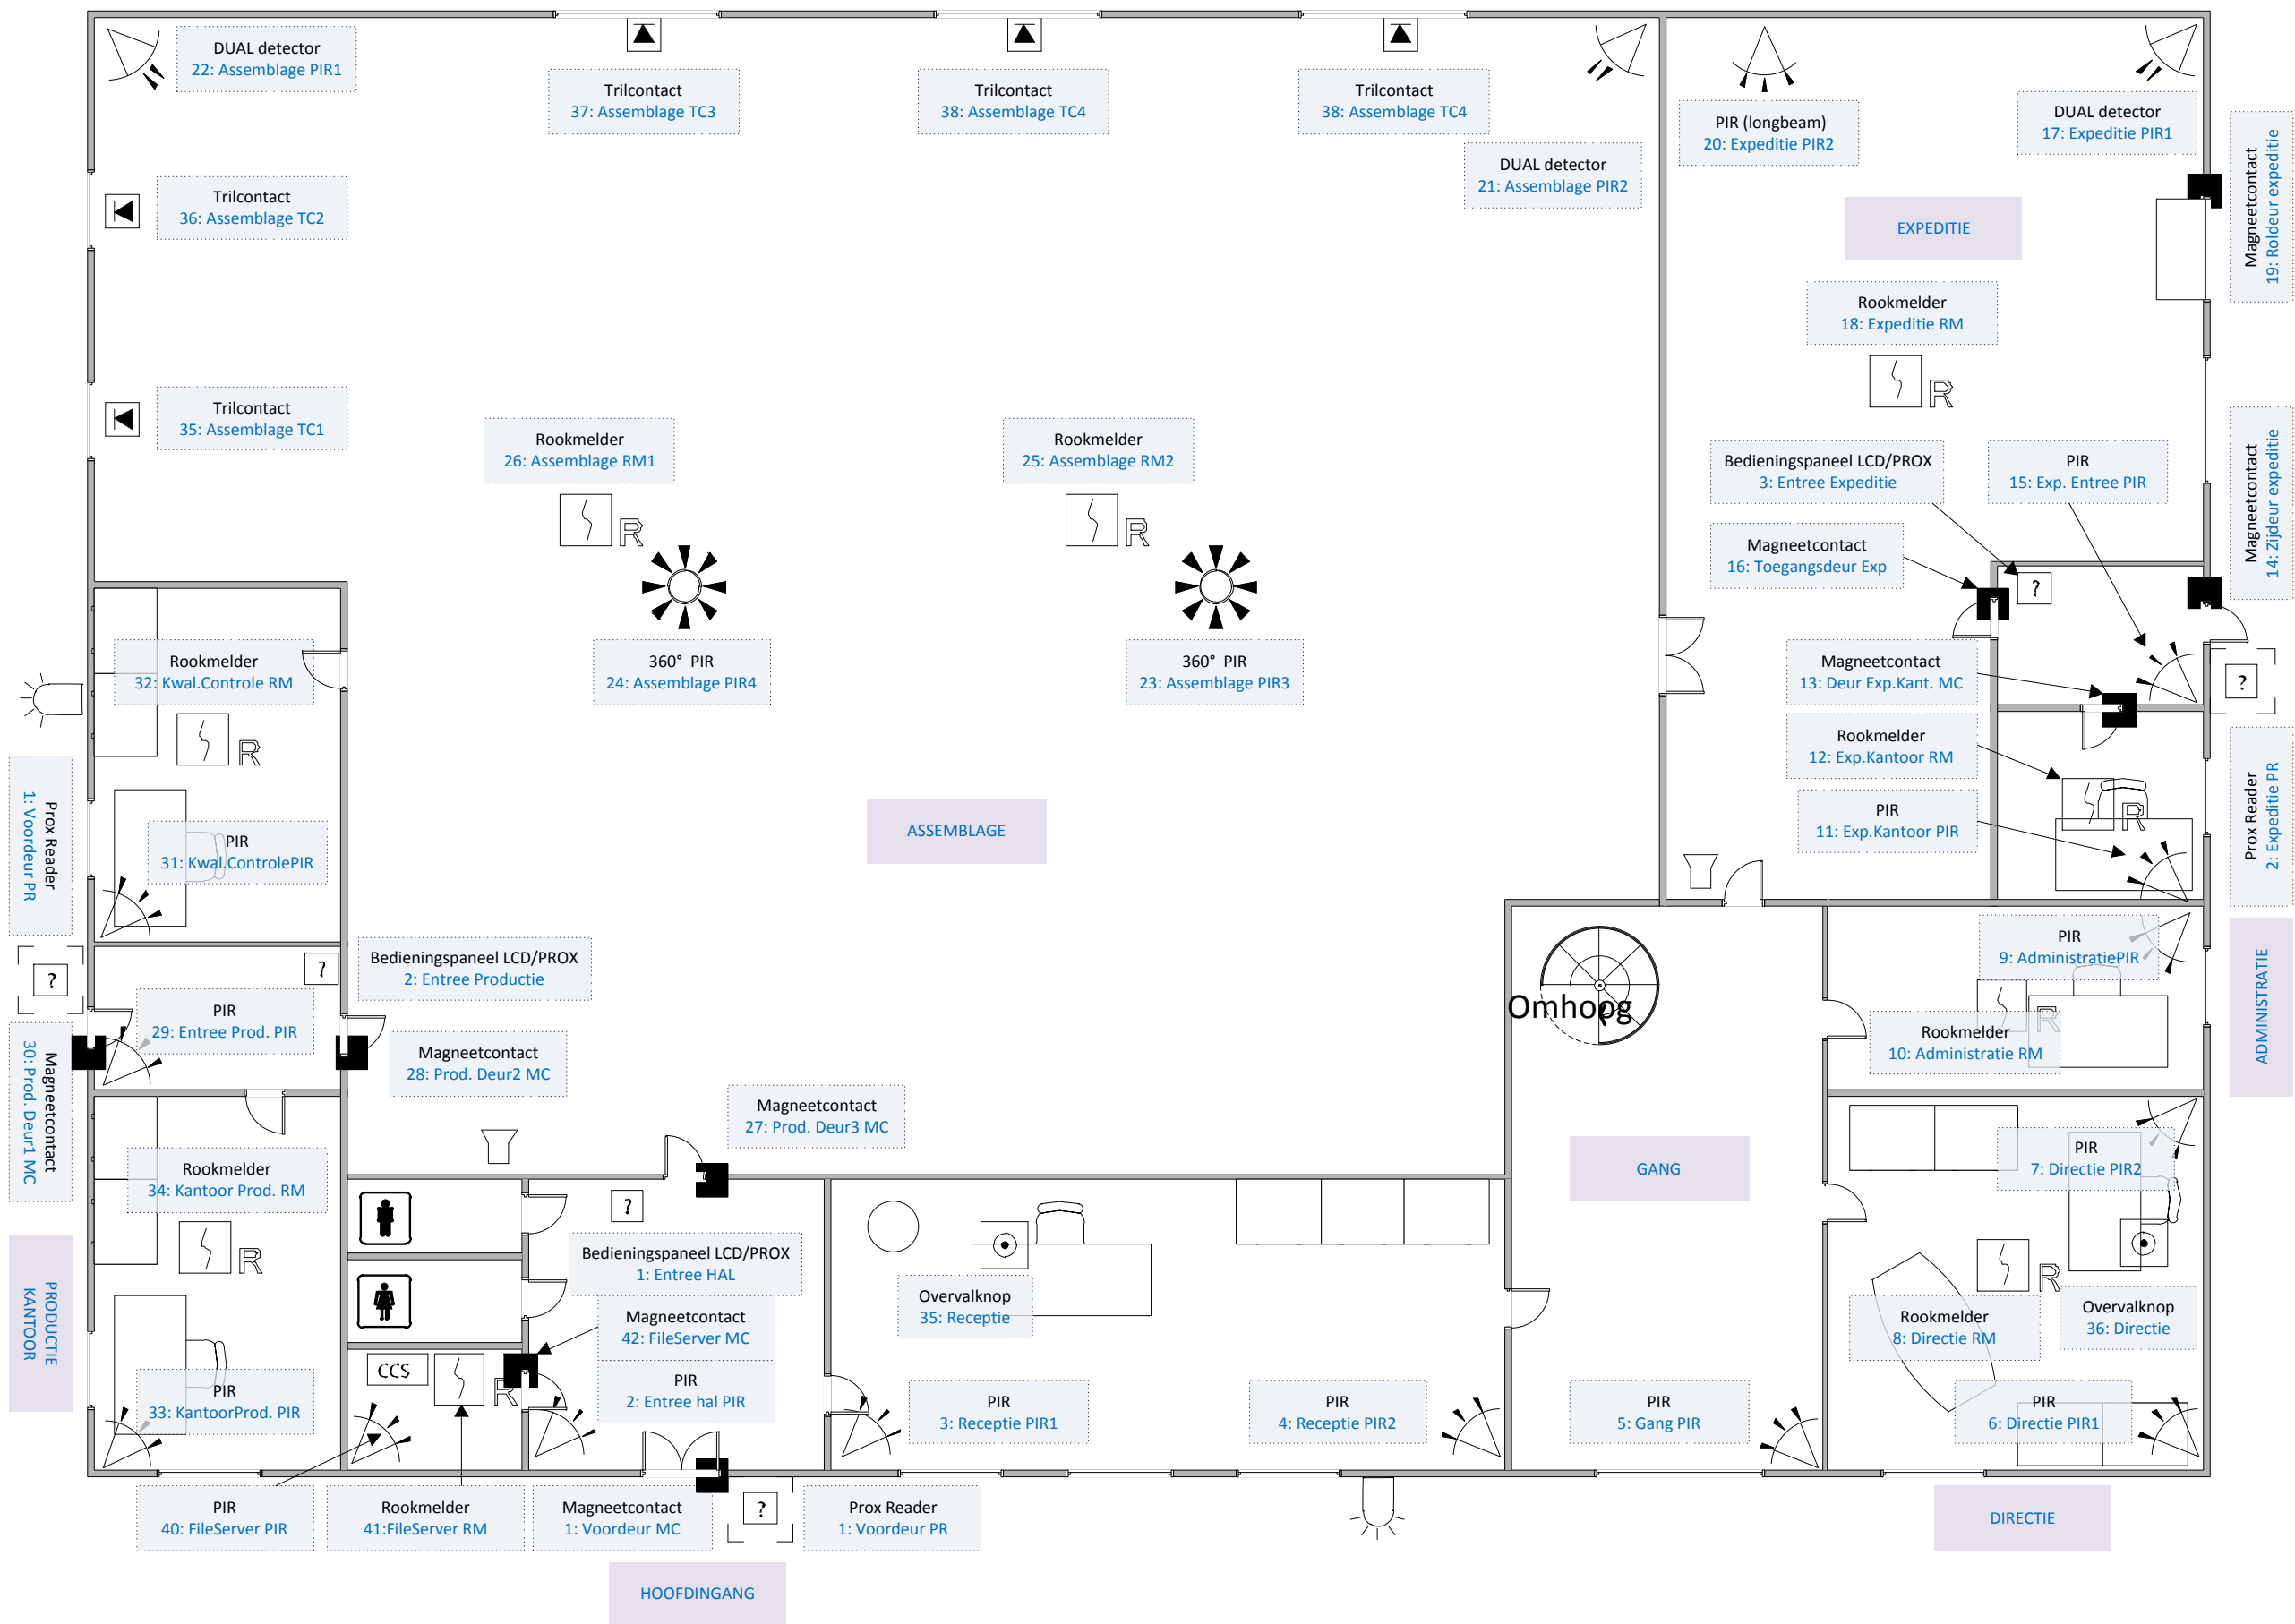 DUAL detector
22: Assemblage PIR1
Trilcontact
37: Assemblage TC3
Trilcontact
38: Assemblage TC4
Trilcontact
38: Assemblage TC4
DUAL detector
21: Assemblage PIR2
PIR (longbeam)
20: Expeditie PIR2
DUAL detector
17: Expeditie PIR1
Magneetcontact
19: Roldeur expeditie
Trilcontact
36: Assemblage TC2
EXPEDITIE
Rookmelder
18: Expeditie RM
R
Trilcontact
35: Assemblage TC1
Rookmelder
26: Assemblage RM1
R
Rookmelder
25: Assemblage RM2
R
Bedieningspaneel LCD/PROX
3: Entree Expeditie
PIR
15: Exp. Entree PIR
Magneetcontact
14: Zijdeur expeditie
Magneetcontact
16: Toegangsdeur Exp
?
Rookmelder
32: Kwal.Controle RM
R
360° PIR
24: Assemblage PIR4
360° PIR
23: Assemblage PIR3
Magneetcontact
13: Deur Exp.Kant. MC
?
Rookmelder
12: Exp.Kantoor RM
R
PIR
11: Exp.Kantoor PIR
Prox Reader
2: Expeditie PR
Prox Reader
1: Voordeur PR
PIR
31: Kwal.ControlePIR
ASSEMBLAGE
?
?
Bedieningspaneel LCD/PROX
2: Entree Productie
PIR
29: Entree Prod. PIR
Omhoog
PIR
9: AdministratiePIR
R
Rookmelder
10: Administratie RM
ADMINISTRATIE
Magneetcontact
30: Prod. Deur1 MC
Magneetcontact
28: Prod. Deur2 MC
Magneetcontact
27: Prod. Deur3 MC
Rookmelder
34: Kantoor Prod. RM
R
GANG
PIR
7: Directie PIR2
?
Bedieningspaneel LCD/PROX
1: Entree HAL
Magneetcontact
42: FileServer MC
PIR
2: Entree hal PIR
Overvalknop
35: Receptie
R
Rookmelder
8: Directie RM
Overvalknop
36: Directie
PRODUCTIE
KANTOOR
CCS
R
PIR
33: KantoorProd. PIR
PIR
3: Receptie PIR1
PIR
4: Receptie PIR2
PIR
5: Gang PIR
PIR
6: Directie PIR1
PIR
40: FileServer PIR
Rookmelder
41:FileServer RM
Magneetcontact
1: Voordeur MC
?
Prox Reader
1: Voordeur PR
DIRECTIE
HOOFDINGANG